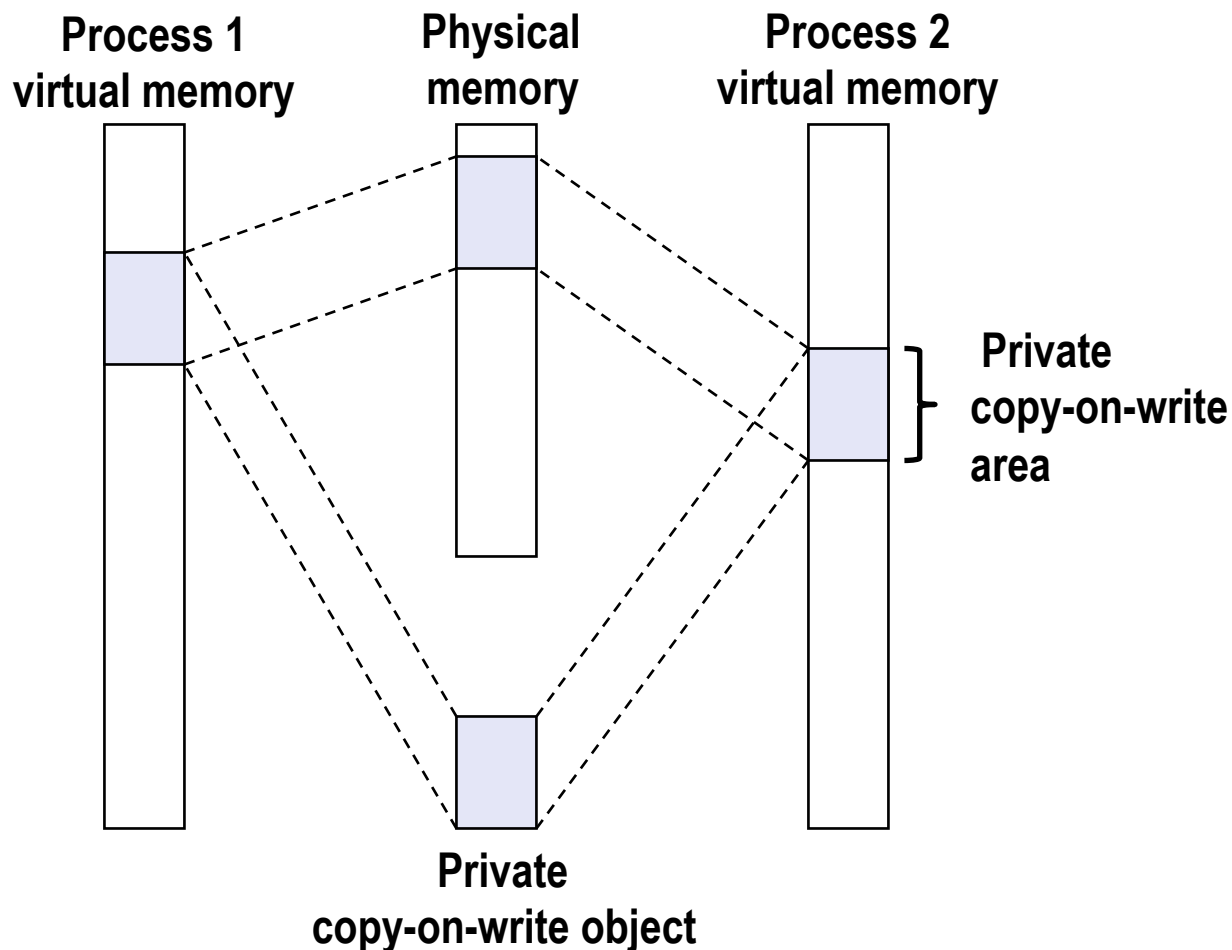 Process 1
virtual memory
Physical
memory
Process 2
virtual memory
Private
copy-on-write
area
Private
copy-on-write object